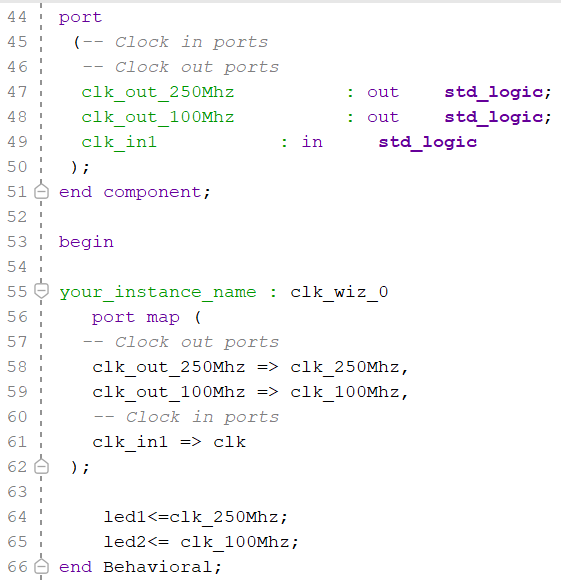 44 port
45 (-- Clock in ports
46 -- Clock out ports
47 clk_out_250Mhz : out std_logic;
48 clk_out_100Mhz : out std_logic;
49 clk_in1 : in std_logic
50 );
51 end component;
52
53 begin
54
55 your_instance_name : clk_wiz_0
56 port map (
57 -- Clock out ports
58 clk_out_250Mhz => clk_250Mhz,
59 clk_out_100Mhz => clk_100Mhz,
60 -- Clock in ports
61 clk_in1 => clk
62 );
63
64 led1<=clk_250Mhz;
65 led2<= clk_100Mhz;
66 end Behavioral;